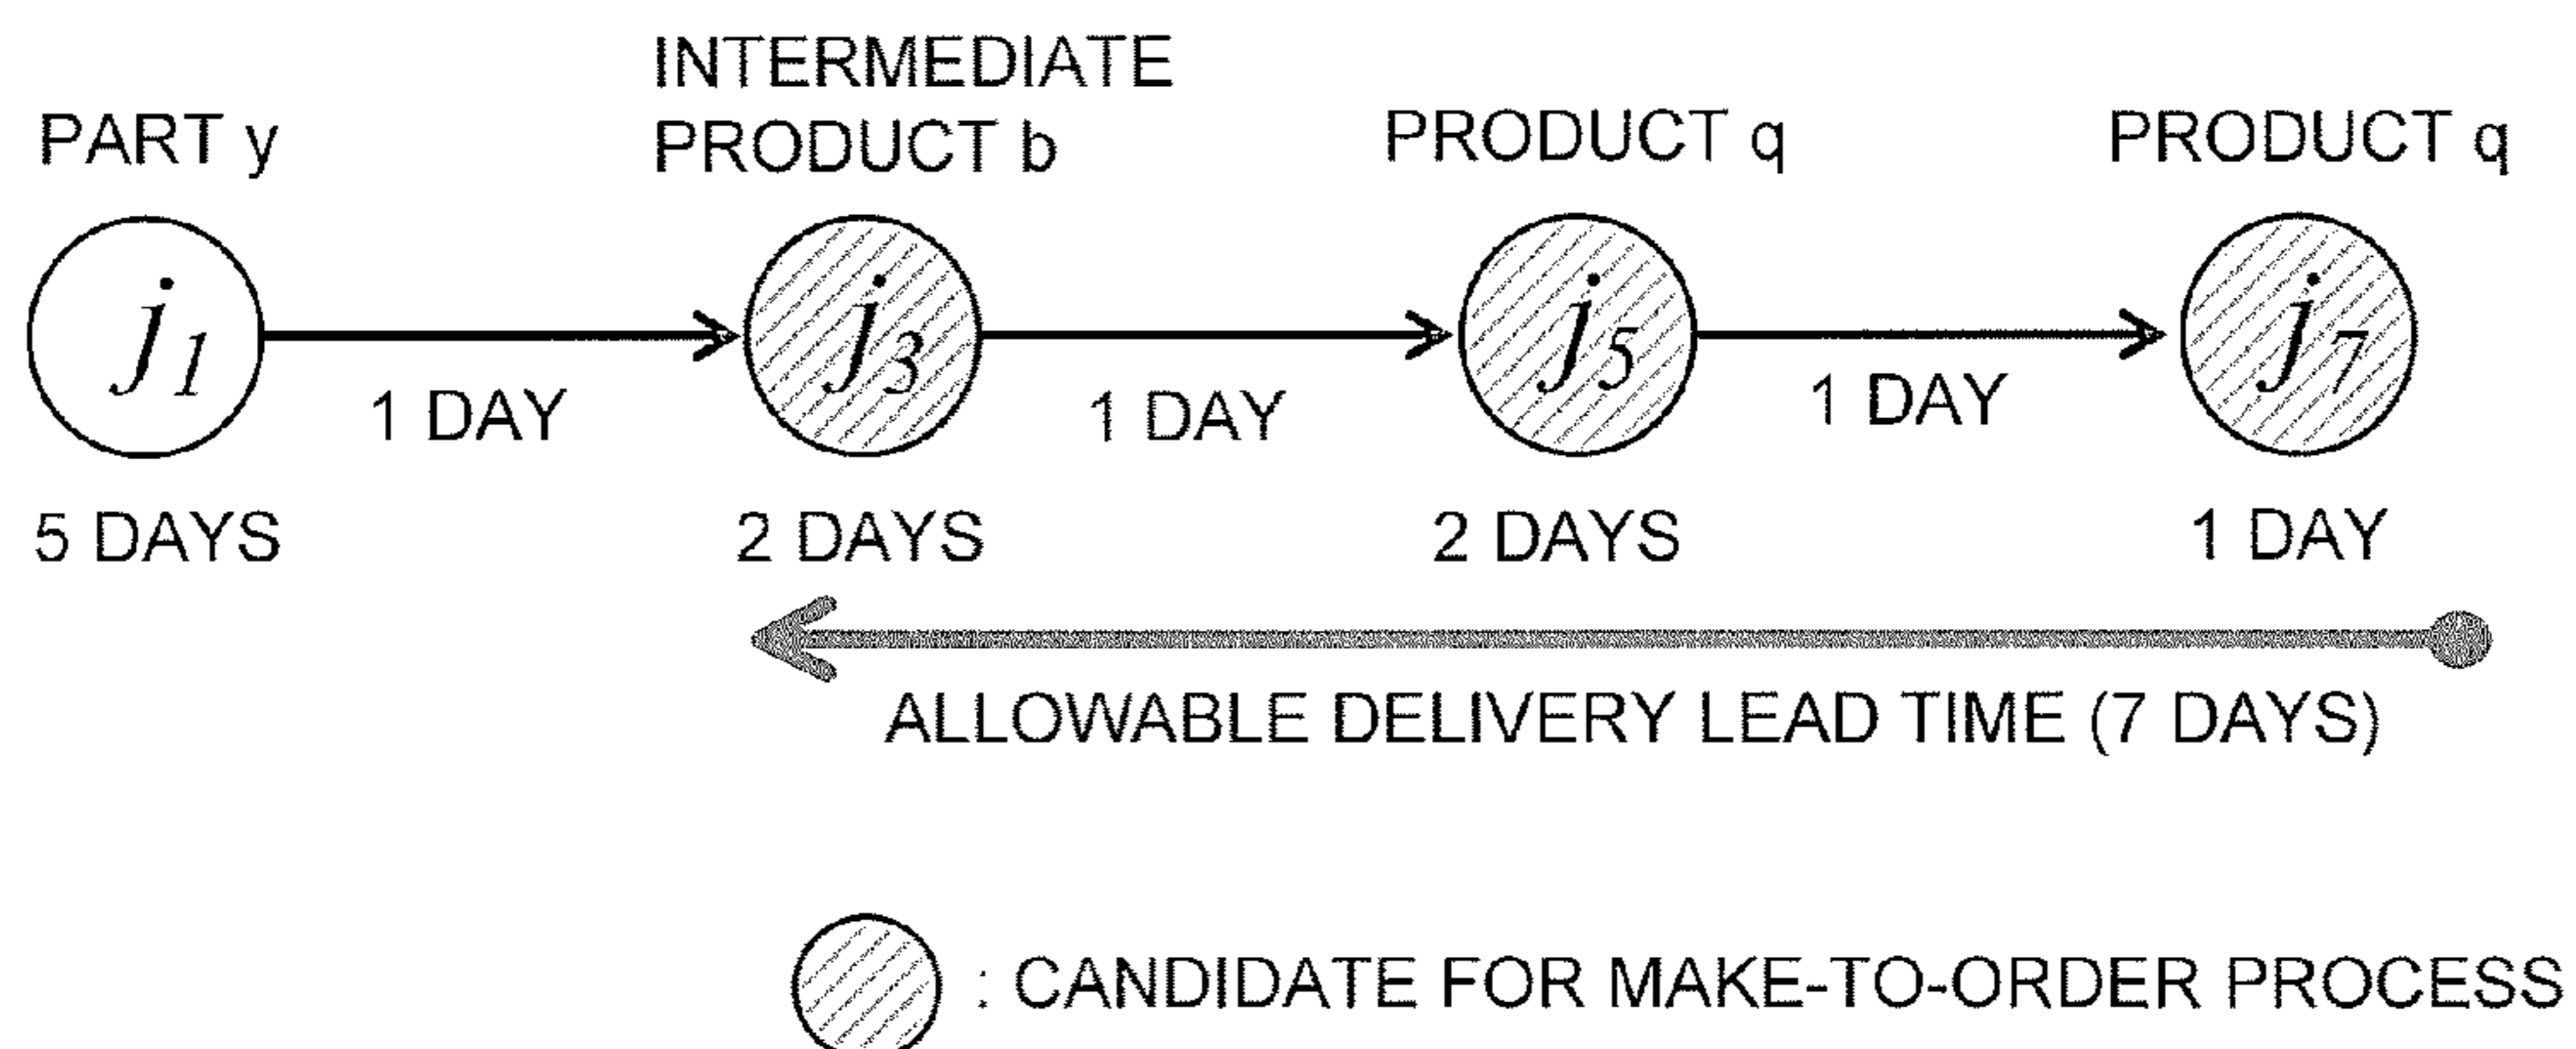 PART y
INTERMEDIATE
PRODUCT b
PRODUCT q
PRODUCT q
j1
j3
j5
j7
1 DAY
1 DAY
1 DAY
5 DAYS
2 DAYS
2 DAYS
1 DAY
ALLOWABLE DELIVERY LEAD TIME (7 DAYS)
: CANDIDATE FOR MAKE-TO-ORDER PROCESS